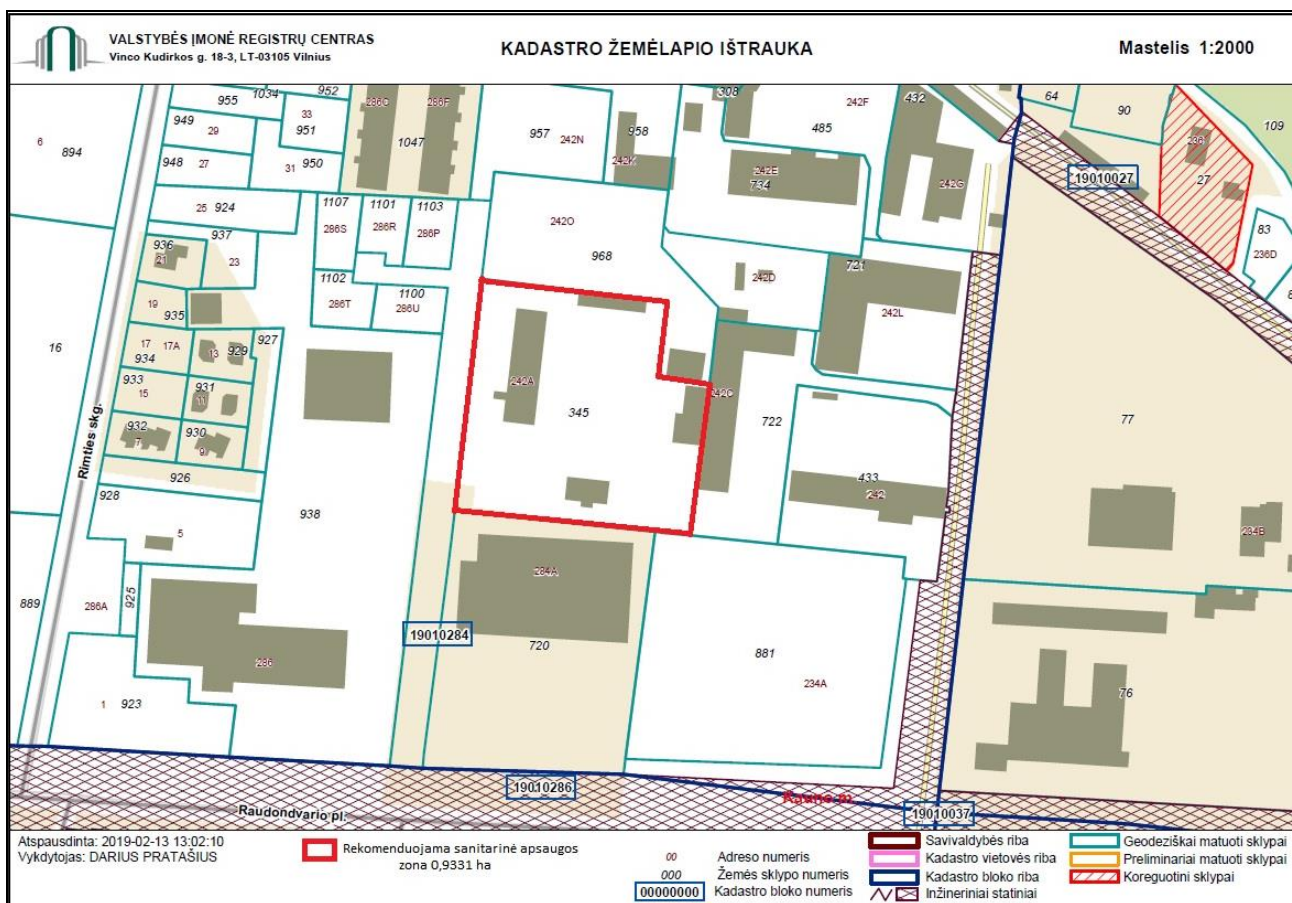 VALSTYBĖS ĮMONĖ REGISTRŲ CENTRAS
Vinco Kudirkos g. 18-3, LT-03105 Vilnius
KADASTRO ŽEMĖLAPIO IŠTRAUKA
Mastelis 1:2000
955 1034 952 286C 286F 308 242F 432 64 90
949 29 33 951 1047 957 242N 958 485 109
6 894 948 27 31 950 242K 242E 734 242G 236 27
19010027
25 924 1107 1101 1103 242O
286S 286R 286P 83
936 937 21 23 968 721 236D
1102 1100 242D
19 935 286T 286U 242L
16 17 17A 13 929 927
934
933 931 242A 242C
15 11 345 722 77
932 930
7 9
926 433
928 938 242
5 234B
284A
889 286A 925
19010284
720 881
286 234A 76
1 923
Rimties skg.
19010286
Kauno m.
19010037
Raudondvario pl.
Atspausdinta: 2019-02-13 13:02:10
Vykdytojas: DARIUS PRATAŠIUS
Rekomenduojama sanitarinė apsaugos
zona 0,9331 ha
00 Adreso numeris
000 Žemės sklypo numeris
00000000 Kadastro bloko numeris
Savivaldybės riba
Kadastro vietovės riba
Kadastro bloko riba
Inžineriniai statiniai
Geodeziškai matuoti sklypai
Preliminariai matuoti sklypai
Koreguotini sklypai